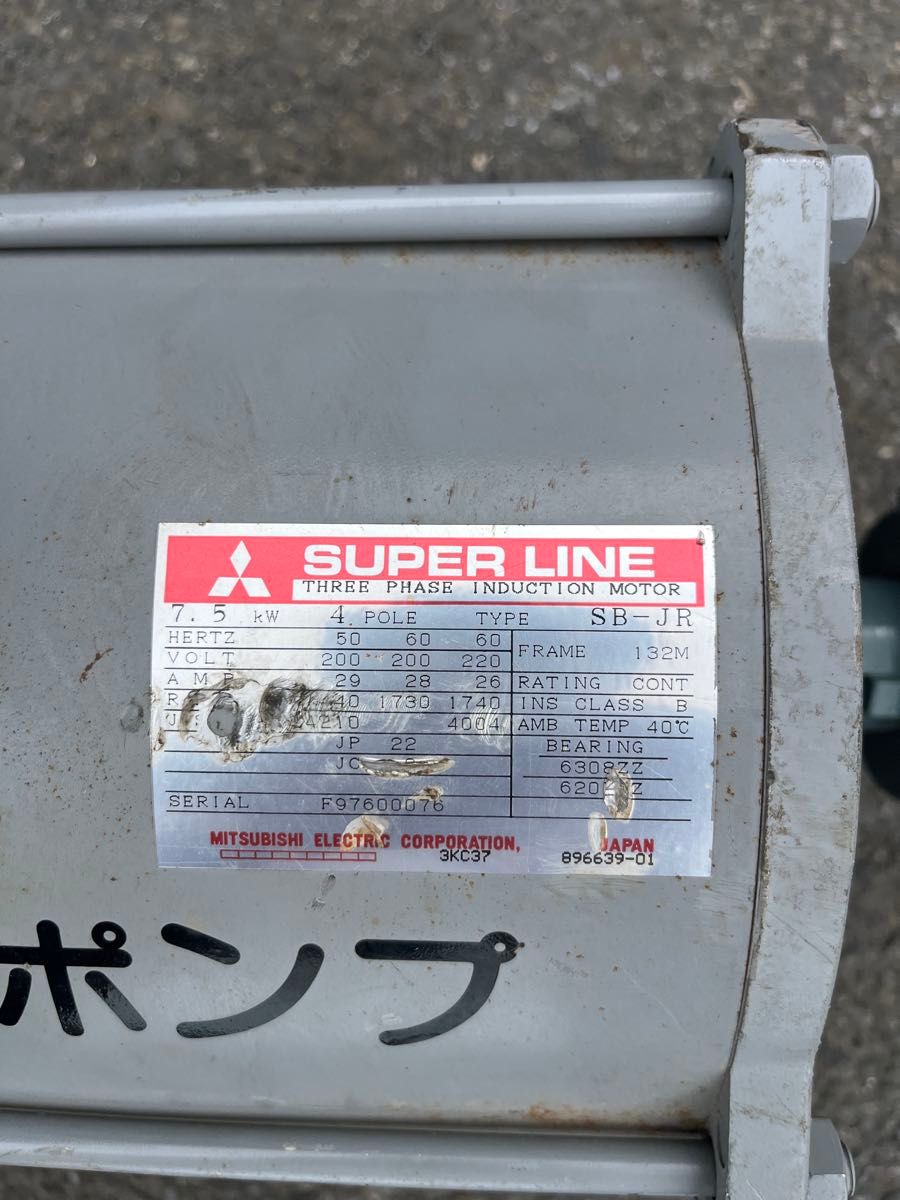 SUPER LINE
THREE PHASE INDUCTION MOTOR
7.5 kW 4 POLE TYPE SB-JR
HERTZ 50 60 60
VOLT 200 200 220
FRAME 132M
AMP 29 28 26
RATING CONT
1730 1740
INS CLASS B
4004
AMB TEMP 40℃
JP 22
BEARING
6308ZZ
SERIAL F97600076
MITSUBISHI ELECTRIC CORPORATION, JAPAN
3KC37 896639-01
ポンプ